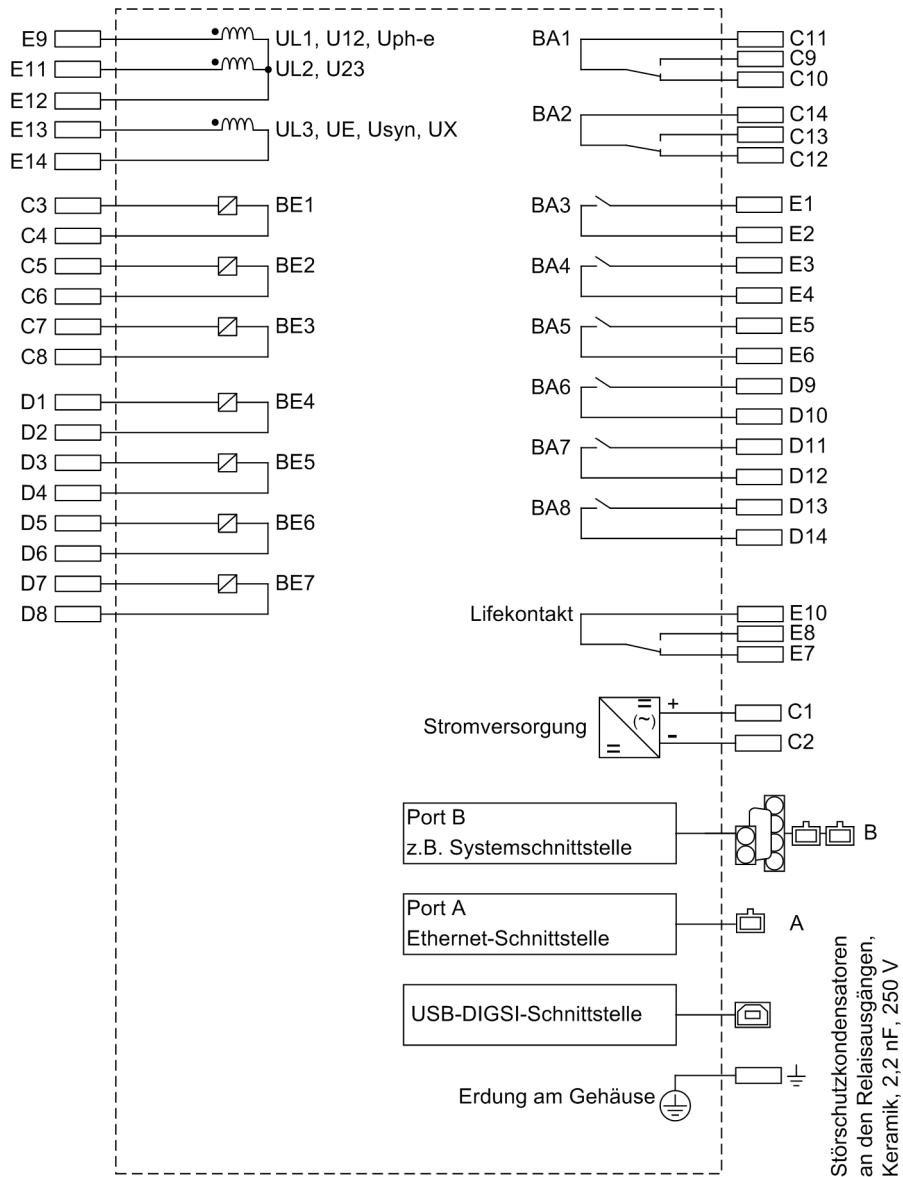 E9 UL1, U12, Uph-e
E11 UL2, U23
E12
E13 UL3, UE, Usyn, UX
E14
C3 BE1
C4
C5 BE2
C6
C7 BE3
C8
D1 BE4
D2
D3 BE5
D4
D5 BE6
D6
D7 BE7
D8
BA1 C11
C9
C10
BA2 C14
C13
C12
BA3 E1
E2
BA4 E3
E4
BA5 E5
E6
BA6 D9
D10
BA7 D11
D12
BA8 D13
D14
Lifekontakt E10
E8
E7
Stromversorgung = (~) = + C1
- C2
Port B
z.B. Systemschnittstelle
B
Port A
Ethernet-Schnittstelle
A
USB-DIGSI-Schnittstelle
Erdung am Gehäuse
Störschutzkondensatoren
an den Relaisausgängen,
Keramik, 2,2 nF, 250 V